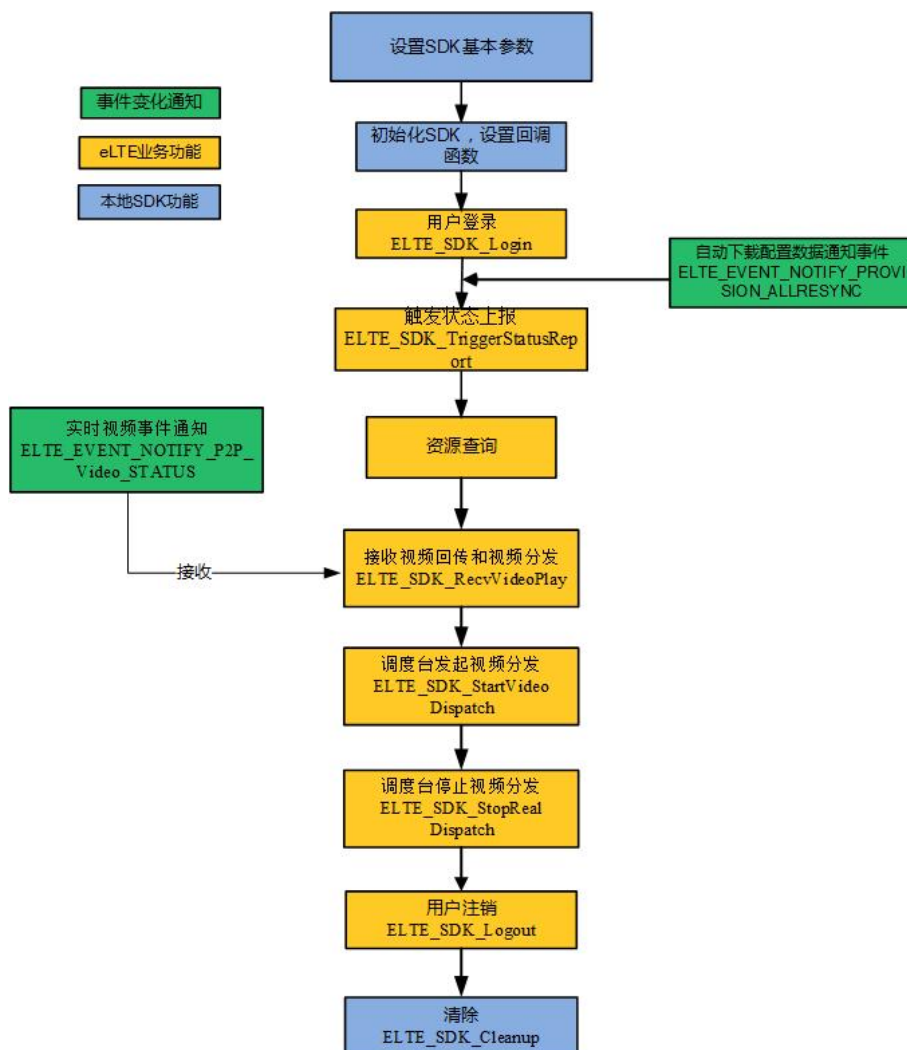 设置SDK基本参数
事件变化通知
eLTE业务功能
本地SDK功能
初始化SDK，设置回调
函数
用户登录
ELTE_SDK_Login
自动下载配置数据通知事件
ELTE_EVENT_NOTIFY_PROVI
SION_ALLRESYNC
触发状态上报
ELTE_SDK_TriggerStatusRep
ort
实时视频事件通知
ELTE_EVENT_NOTIFY_P2P_
Video_STATUS
资源查询
接收
接收视频回传和视频分发
ELTE_SDK_RecvVideoPlay
调度台发起视频分发
ELTE_SDK_StartVideo
Dispatch
调度台停止视频分发
ELTE_SDK_StopReal
Dispatch
用户注销
ELTE_SDK_Logout
清除
ELTE_SDK_Cleanup